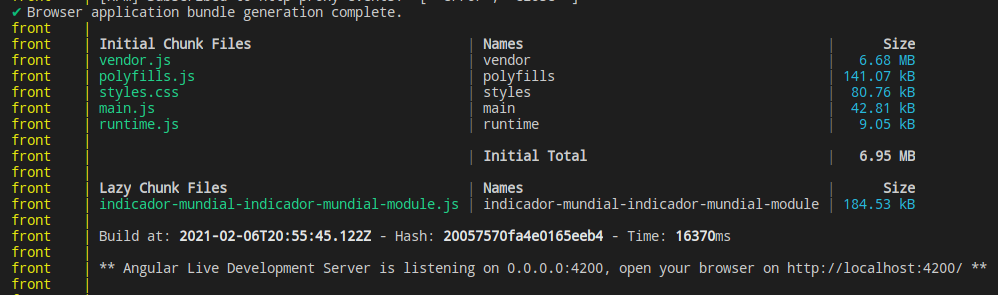 ✔ Browser application bundle generation complete.
front    |
front    | Initial Chunk Files | Names | Size
front    | vendor.js | vendor | 6.68 MB
front    | polyfills.js | polyfills | 141.07 kB
front    | styles.css | styles | 80.76 kB
front    | main.js | main | 42.81 kB
front    | runtime.js | runtime | 9.05 kB
front    |
front    | | Initial Total | 6.95 MB
front    |
front    | Lazy Chunk Files | Names | Size
front    | indicador-mundial-indicador-mundial-module.js | indicador-mundial-indicador-mundial-module | 184.53 kB
front    |
front    | Build at: 2021-02-06T20:55:45.122Z - Hash: 20057570fa4e0165eeb4 - Time: 16370ms
front    |
front    | ** Angular Live Development Server is listening on 0.0.0.0:4200, open your browser on http://localhost:4200/ **
front    |